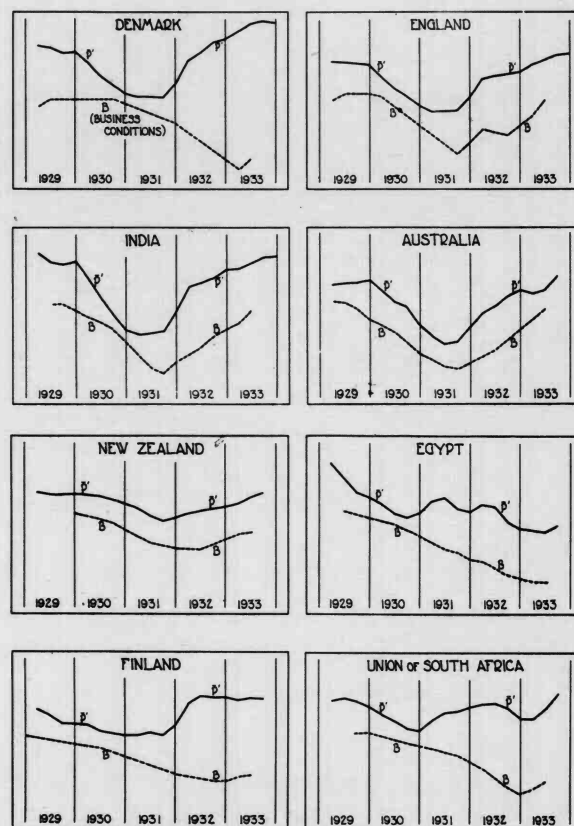 DENMARK
P'
P'
B
(BUSINESS
CONDITIONS)
1929 1930 1931 1932 1933
ENGLAND
P'
P'
B
B
1929 1930 1931 1932 1933
INDIA
P'
P'
B
B
1929 1930 1931 1932 1933
AUSTRALIA
P'
P'
B
B
1929 1930 1931 1932 1933
NEW ZEALAND
P'
P'
B
B
1929 1930 1931 1932 1933
EGYPT
P'
P'
B
B
1929 1930 1931 1932 1933
FINLAND
P'
P'
B
B
1929 1930 1931 1932 1933
UNION OF SOUTH AFRICA
P'
P'
B
B
1929 1930 1931 1932 1933